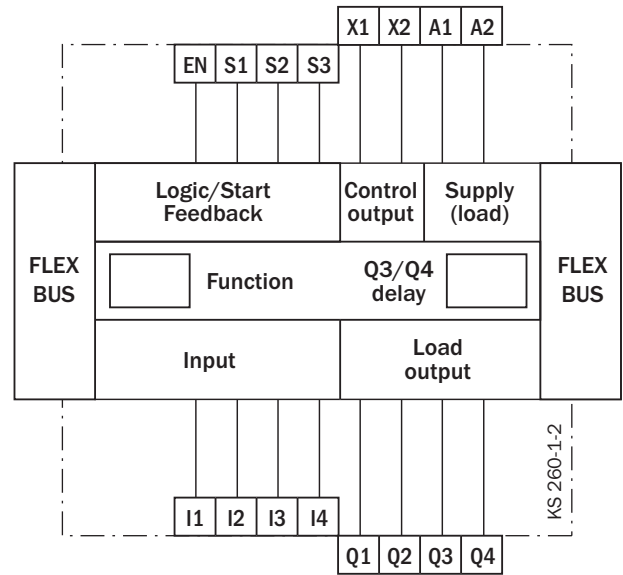 X1 X2 A1 A2
EN S1 S2 S3
Logic/Start
Feedback
Control
output
Supply
(load)
FLEX
BUS
Function
Q3/Q4
delay
FLEX
BUS
Input
Load
output
KS 260-1-2
I1 I2 I3 I4
Q1 Q2 Q3 Q4